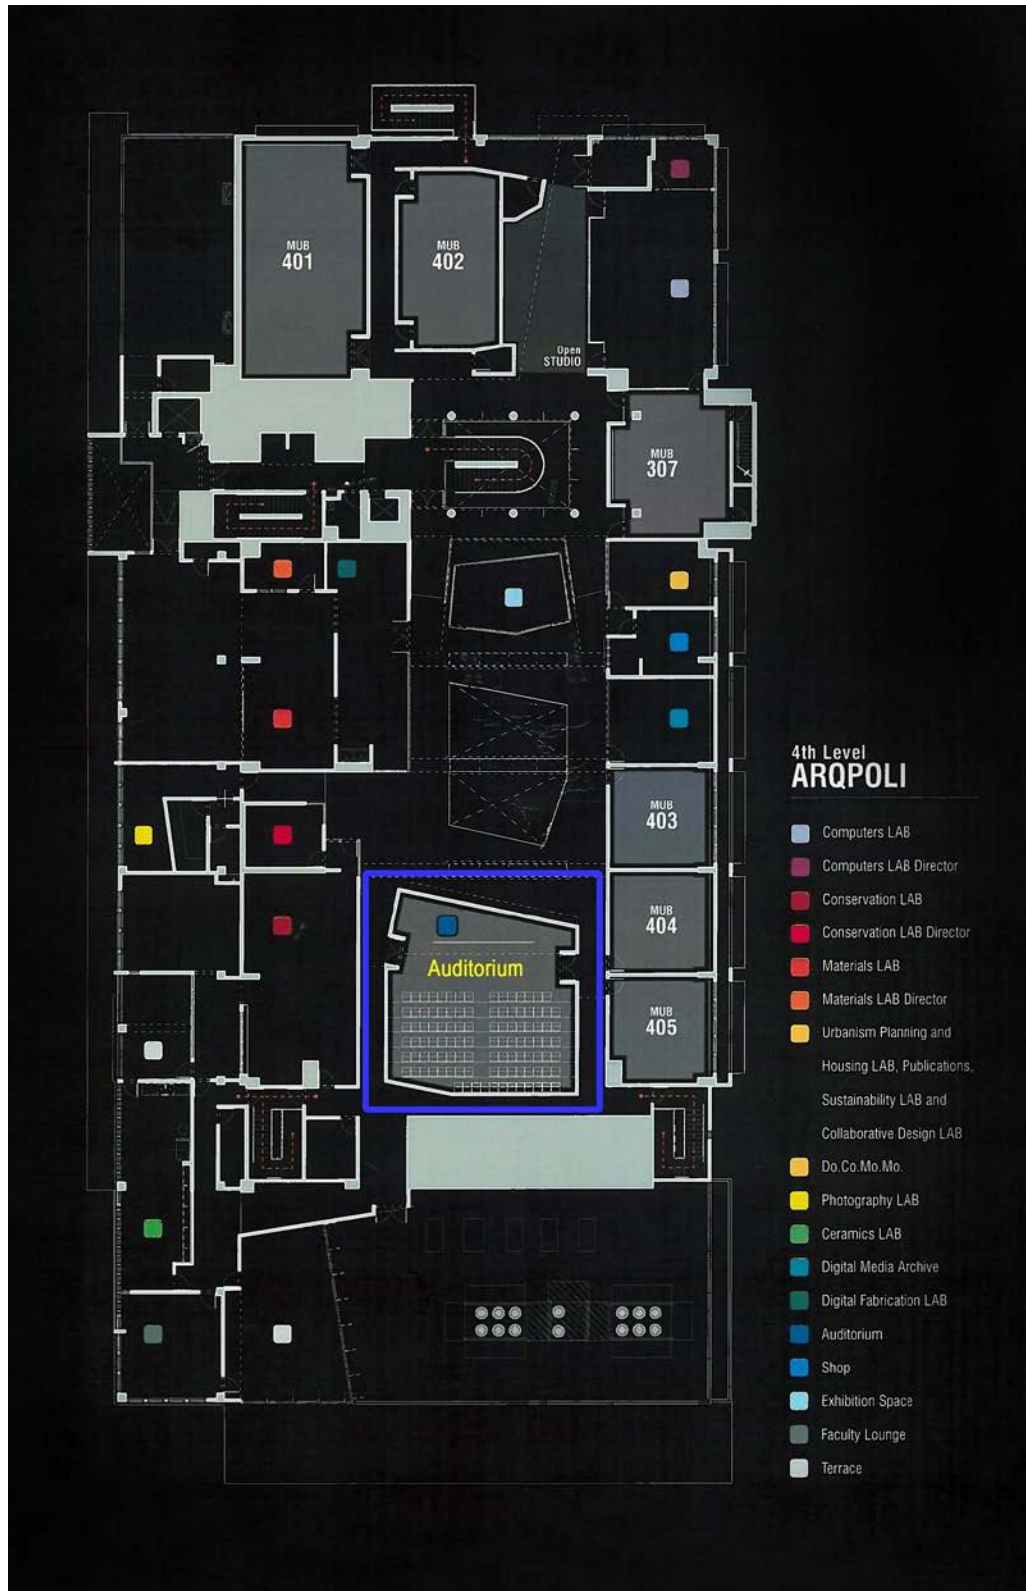 MUB
401
MUB
402
Open
STUDIO
MUB
307
MUB
403
MUB
404
Auditorium
MUB
405
4th Level
ARQPOLI
Computers LAB
Computers LAB Director
Conservation LAB
Conservation LAB Director
Materials LAB
Materials LAB Director
Urbanism Planning and
Housing LAB, Publications,
Sustainability LAB and
Collaborative Design LAB
Do.Co.Mo.Mo.
Photography LAB
Ceramics LAB
Digital Media Archive
Digital Fabrication LAB
Auditorium
Shop
Exhibition Space
Faculty Lounge
Terrace